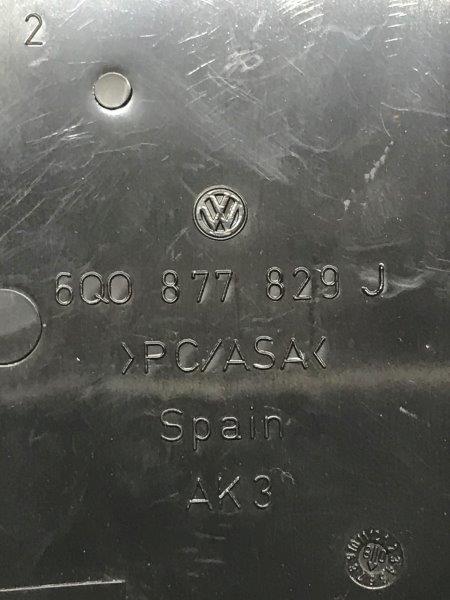 2
6Q0 877 829 J
>PC/ASA<
Spain
AK3